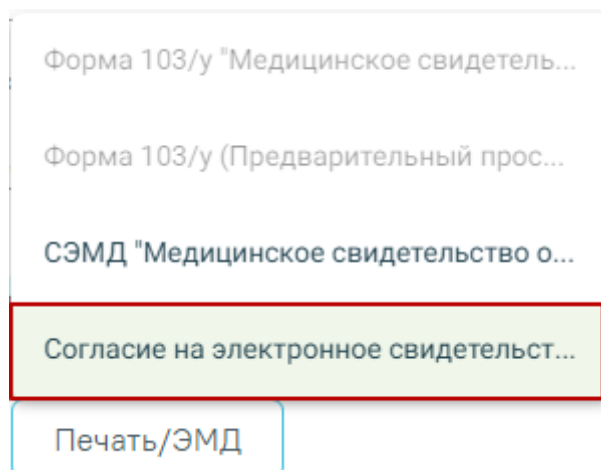 Форма 103/у "Медицинское свидетель...
Форма 103/у (Предварительный прос...
СЭМД "Медицинское свидетельство о...
Согласие на электронное свидетельст...
Печать/ЭМД